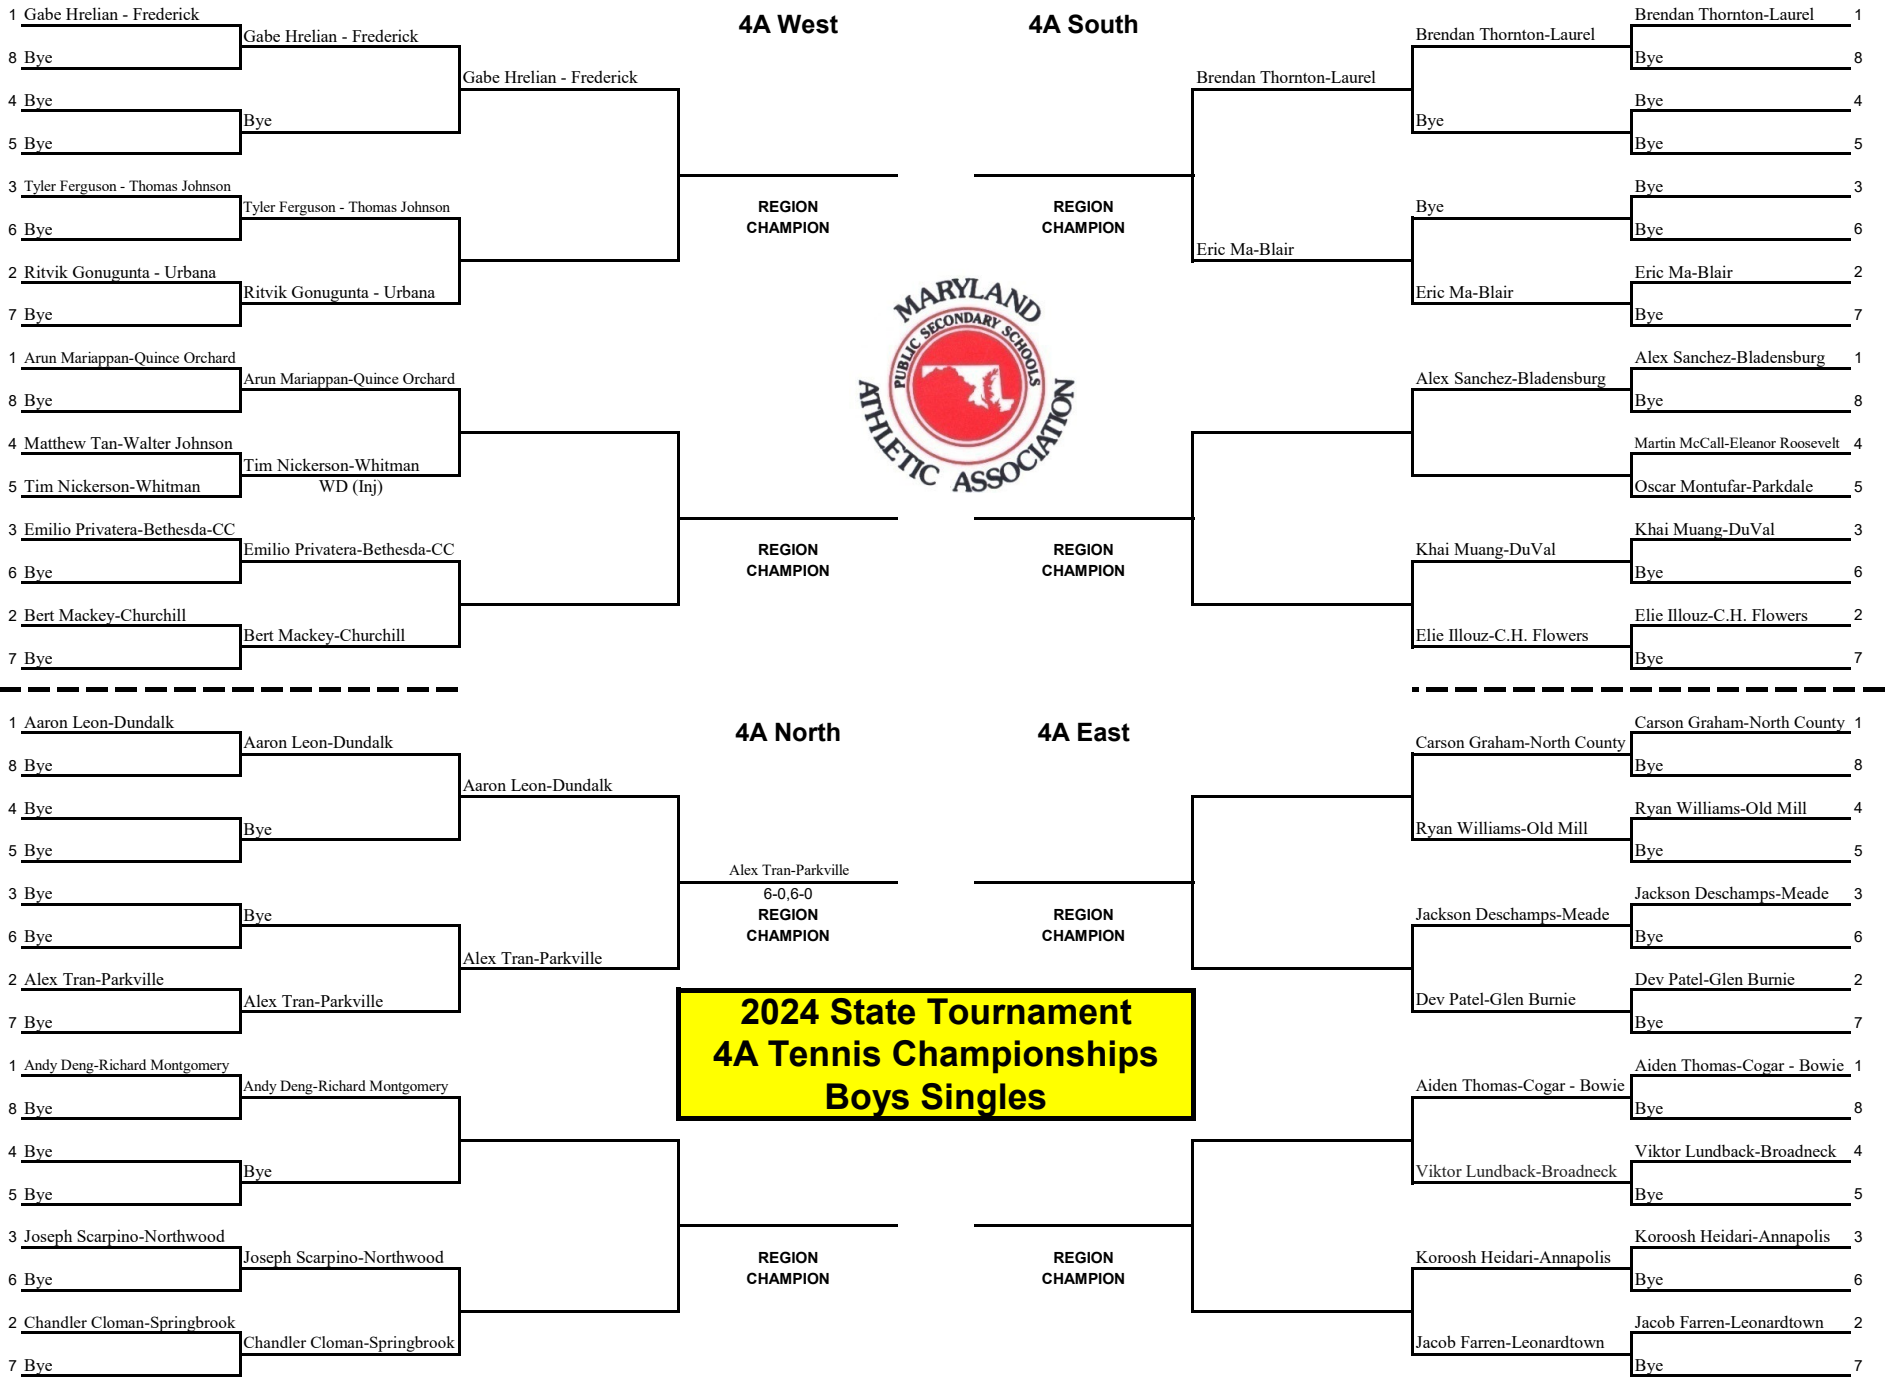 4A West
4A South
1 Gabe Hrelian - Frederick
8 Bye
4 Bye
5 Bye
3 Tyler Ferguson - Thomas Johnson
6 Bye
2 Ritvik Gonugunta - Urbana
7 Bye
1 Arun Mariappan-Quince Orchard
8 Bye
4 Matthew Tan-Walter Johnson
5 Tim Nickerson-Whitman
3 Emilio Privatera-Bethesda-CC
6 Bye
2 Bert Mackey-Churchill
7 Bye
Gabe Hrelian - Frederick
Bye
Tyler Ferguson - Thomas Johnson
Ritvik Gonugunta - Urbana
Arun Mariappan-Quince Orchard
Tim Nickerson-Whitman
WD (Inj)
Emilio Privatera-Bethesda-CC
Bert Mackey-Churchill
Gabe Hrelian - Frederick
REGION
CHAMPION
REGION
CHAMPION
MARYLAND
PUBLIC SECONDARY SCHOOLS
ATHLETIC ASSOCIATION
REGION
CHAMPION
REGION
CHAMPION
Brendan Thornton-Laurel
Eric Ma-Blair
Brendan Thornton-Laurel
Bye
Bye
Eric Ma-Blair
Alex Sanchez-Bladensburg
Khai Muang-DuVal
Elie Illouz-C.H. Flowers
Brendan Thornton-Laurel 1
Bye 8
Bye 4
Bye 5
Bye 3
Bye 6
Eric Ma-Blair 2
Bye 7
Alex Sanchez-Bladensburg 1
Bye 8
Martin McCall-Eleanor Roosevelt 4
Oscar Montufar-Parkdale 5
Khai Muang-DuVal 3
Bye 6
Elie Illouz-C.H. Flowers 2
Bye 7
4A North
4A East
1 Aaron Leon-Dundalk
8 Bye
4 Bye
5 Bye
3 Bye
6 Bye
2 Alex Tran-Parkville
7 Bye
1 Andy Deng-Richard Montgomery
8 Bye
4 Bye
5 Bye
3 Joseph Scarpino-Northwood
6 Bye
2 Chandler Cloman-Springbrook
7 Bye
Aaron Leon-Dundalk
Bye
Bye
Alex Tran-Parkville
Andy Deng-Richard Montgomery
Bye
Joseph Scarpino-Northwood
Chandler Cloman-Springbrook
Aaron Leon-Dundalk
Alex Tran-Parkville
Alex Tran-Parkville
6-0,6-0
REGION
CHAMPION
REGION
CHAMPION
2024 State Tournament
4A Tennis Championships
Boys Singles
REGION
CHAMPION
REGION
CHAMPION
Carson Graham-North County
Ryan Williams-Old Mill
Jackson Deschamps-Meade
Dev Patel-Glen Burnie
Aiden Thomas-Cogar - Bowie
Viktor Lundback-Broadneck
Koroosh Heidari-Annapolis
Jacob Farren-Leonardtown
Carson Graham-North County 1
Bye 8
Ryan Williams-Old Mill 4
Bye 5
Jackson Deschamps-Meade 3
Bye 6
Dev Patel-Glen Burnie 2
Bye 7
Aiden Thomas-Cogar - Bowie 1
Bye 8
Viktor Lundback-Broadneck 4
Bye 5
Koroosh Heidari-Annapolis 3
Bye 6
Jacob Farren-Leonardtown 2
Bye 7